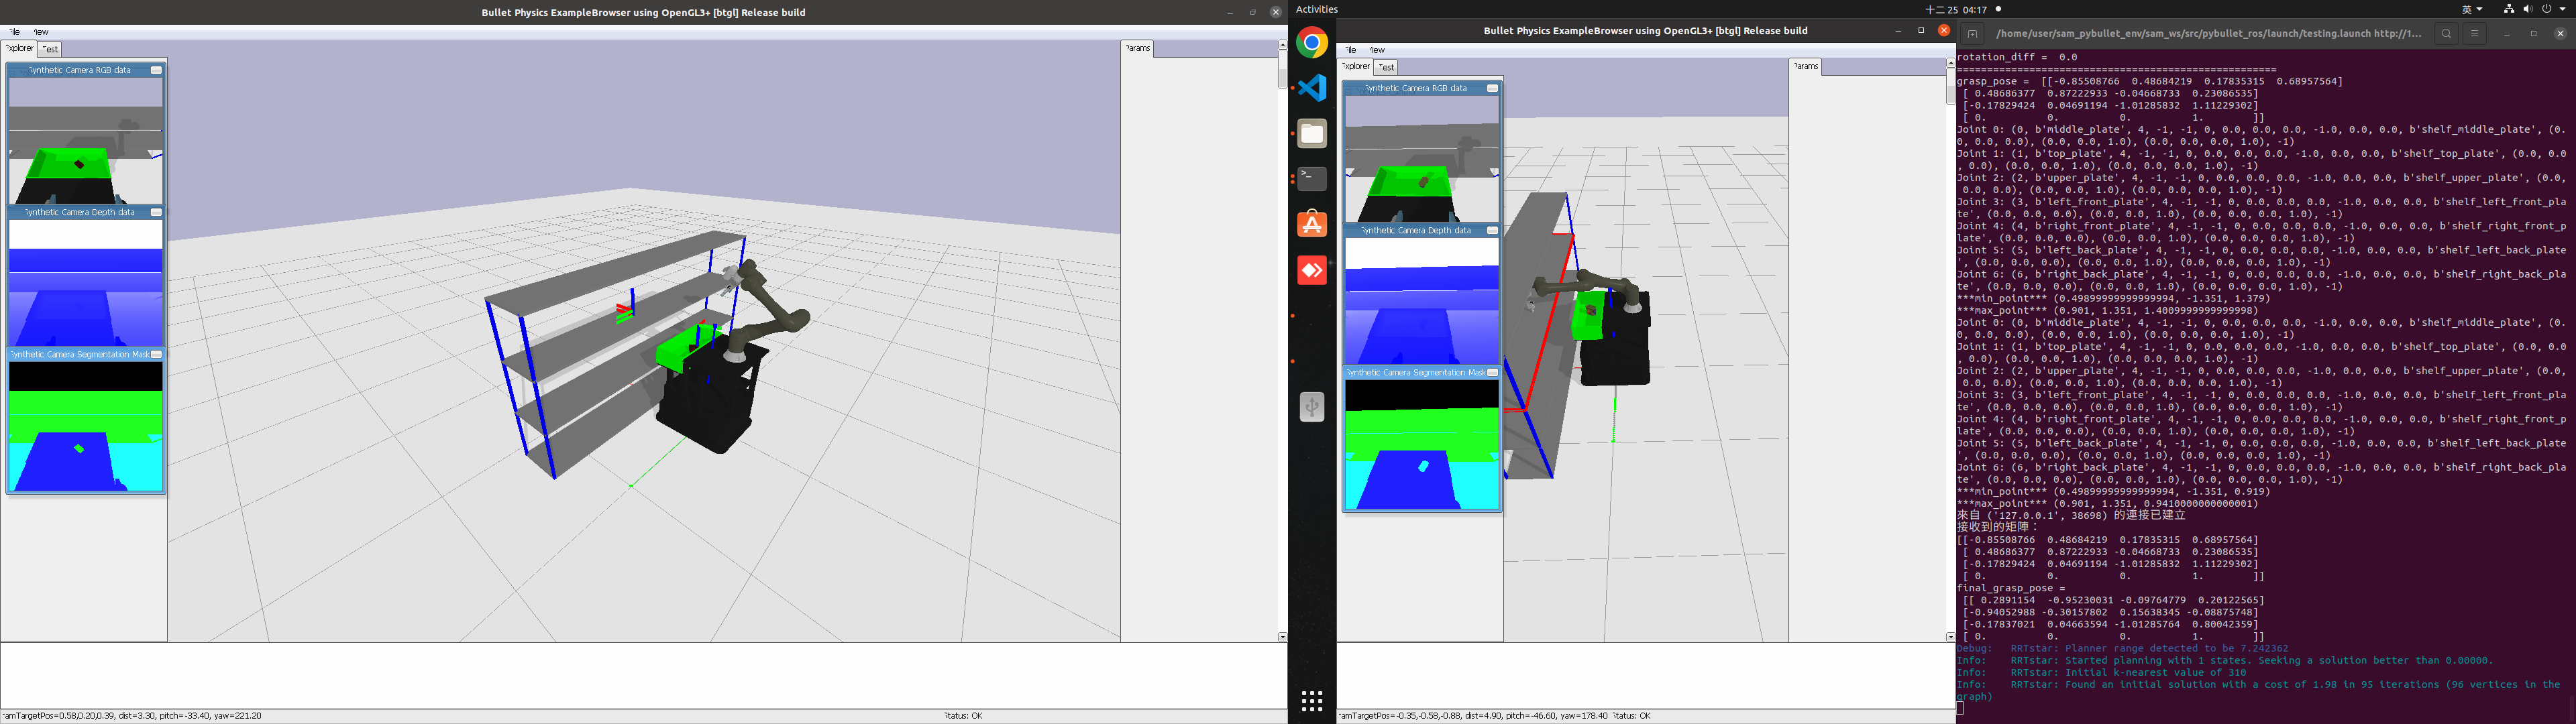 Bullet Physics ExampleBrowser using OpenGL3+ [btgl] Release build
File View
Explorer Test
Synthetic Camera RGB data
Synthetic Camera Depth data
Synthetic Camera Segmentation Mask
Params
amTargetPos=0.58,0.20,0.39, dist=3.30, pitch=-33.40, yaw=221.20
Status: OK
Activities
十二 25 04:17
英
Bullet Physics ExampleBrowser using OpenGL3+ [btgl] Release build
File View
Explorer Test
Synthetic Camera RGB data
Synthetic Camera Depth data
Synthetic Camera Segmentation Mask
Params
amTargetPos=-0.35,-0.58,-0.88, dist=4.90, pitch=-46.60, yaw=178.40 Status: OK
/home/user/sam_pybullet_env/sam_ws/src/pybullet_ros/launch/testing.launch http://1...
rotation_diff = 0.0
=====================================================
grasp_pose = [[-0.85508766 0.48684219 0.17835315 0.68957564]
[ 0.48686377 0.87222933 -0.04668733 0.23086535]
[-0.17829424 0.04691194 -1.01285832 1.11229302]
[ 0. 0. 0. 1. ]]
Joint 0: (0, b'middle_plate', 4, -1, -1, 0, 0.0, 0.0, 0.0, -1.0, 0.0, 0.0, b'shelf_middle_plate', (0.
0, 0.0, 0.0), (0.0, 0.0, 1.0), (0.0, 0.0, 0.0, 1.0), -1)
Joint 1: (1, b'top_plate', 4, -1, -1, 0, 0.0, 0.0, 0.0, -1.0, 0.0, 0.0, b'shelf_top_plate', (0.0, 0.0
, 0.0), (0.0, 0.0, 1.0), (0.0, 0.0, 0.0, 1.0), -1)
Joint 2: (2, b'upper_plate', 4, -1, -1, 0, 0.0, 0.0, 0.0, -1.0, 0.0, 0.0, b'shelf_upper_plate', (0.0,
0.0, 0.0), (0.0, 0.0, 1.0), (0.0, 0.0, 0.0, 1.0), -1)
Joint 3: (3, b'left_front_plate', 4, -1, -1, 0, 0.0, 0.0, 0.0, -1.0, 0.0, 0.0, b'shelf_left_front_pla
te', (0.0, 0.0, 0.0), (0.0, 0.0, 1.0), (0.0, 0.0, 0.0, 1.0), -1)
Joint 4: (4, b'right_front_plate', 4, -1, -1, 0, 0.0, 0.0, 0.0, -1.0, 0.0, 0.0, b'shelf_right_front_p
late', (0.0, 0.0, 0.0), (0.0, 0.0, 1.0), (0.0, 0.0, 0.0, 1.0), -1)
Joint 5: (5, b'left_back_plate', 4, -1, -1, 0, 0.0, 0.0, 0.0, -1.0, 0.0, 0.0, b'shelf_left_back_plate
', (0.0, 0.0, 0.0), (0.0, 0.0, 1.0), (0.0, 0.0, 0.0, 1.0), -1)
Joint 6: (6, b'right_back_plate', 4, -1, -1, 0, 0.0, 0.0, 0.0, -1.0, 0.0, 0.0, b'shelf_right_back_pla
te', (0.0, 0.0, 0.0), (0.0, 0.0, 1.0), (0.0, 0.0, 0.0, 1.0), -1)
***min_point*** (0.49899999999999994, -1.351, 1.379)
***max_point*** (0.901, 1.351, 1.4009999999999998)
Joint 0: (0, b'middle_plate', 4, -1, -1, 0, 0.0, 0.0, 0.0, -1.0, 0.0, 0.0, b'shelf_middle_plate', (0.
0, 0.0, 0.0), (0.0, 0.0, 1.0), (0.0, 0.0, 0.0, 1.0), -1)
Joint 1: (1, b'top_plate', 4, -1, -1, 0, 0.0, 0.0, 0.0, -1.0, 0.0, 0.0, b'shelf_top_plate', (0.0, 0.0
, 0.0), (0.0, 0.0, 1.0), (0.0, 0.0, 0.0, 1.0), -1)
Joint 2: (2, b'upper_plate', 4, -1, -1, 0, 0.0, 0.0, 0.0, -1.0, 0.0, 0.0, b'shelf_upper_plate', (0.0,
0.0, 0.0), (0.0, 0.0, 1.0), (0.0, 0.0, 0.0, 1.0), -1)
Joint 3: (3, b'left_front_plate', 4, -1, -1, 0, 0.0, 0.0, 0.0, -1.0, 0.0, 0.0, b'shelf_left_front_pla
te', (0.0, 0.0, 0.0), (0.0, 0.0, 1.0), (0.0, 0.0, 0.0, 1.0), -1)
Joint 4: (4, b'right_front_plate', 4, -1, -1, 0, 0.0, 0.0, 0.0, -1.0, 0.0, 0.0, b'shelf_right_front_p
late', (0.0, 0.0, 0.0), (0.0, 0.0, 1.0), (0.0, 0.0, 0.0, 1.0), -1)
Joint 5: (5, b'left_back_plate', 4, -1, -1, 0, 0.0, 0.0, 0.0, -1.0, 0.0, 0.0, b'shelf_left_back_plate
', (0.0, 0.0, 0.0), (0.0, 0.0, 1.0), (0.0, 0.0, 0.0, 1.0), -1)
Joint 6: (6, b'right_back_plate', 4, -1, -1, 0, 0.0, 0.0, 0.0, -1.0, 0.0, 0.0, b'shelf_right_back_pla
te', (0.0, 0.0, 0.0), (0.0, 0.0, 1.0), (0.0, 0.0, 0.0, 1.0), -1)
***min_point*** (0.49899999999999994, -1.351, 0.919)
***max_point*** (0.901, 1.351, 0.9410000000000001)
來自 ('127.0.0.1', 38698) 的連接已建立
接收到的矩陣：
[[-0.85508766 0.48684219 0.17835315 0.68957564]
[ 0.48686377 0.87222933 -0.04668733 0.23086535]
[-0.17829424 0.04691194 -1.01285832 1.11229302]
[ 0. 0. 0. 1. ]]
final_grasp_pose =
[[ 0.2891154 -0.95230031 -0.09764779 0.20122565]
[-0.94052988 -0.30157802 0.15638345 -0.08875748]
[-0.17837021 0.04663594 -1.01285764 0.80042359]
[ 0. 0. 0. 1. ]]
Debug: RRTstar: Planner range detected to be 7.242362
Info: RRTstar: Started planning with 1 states. Seeking a solution better than 0.00000.
Info: RRTstar: Initial k-nearest value of 310
Info: RRTstar: Found an initial solution with a cost of 1.98 in 95 iterations (96 vertices in the
graph)